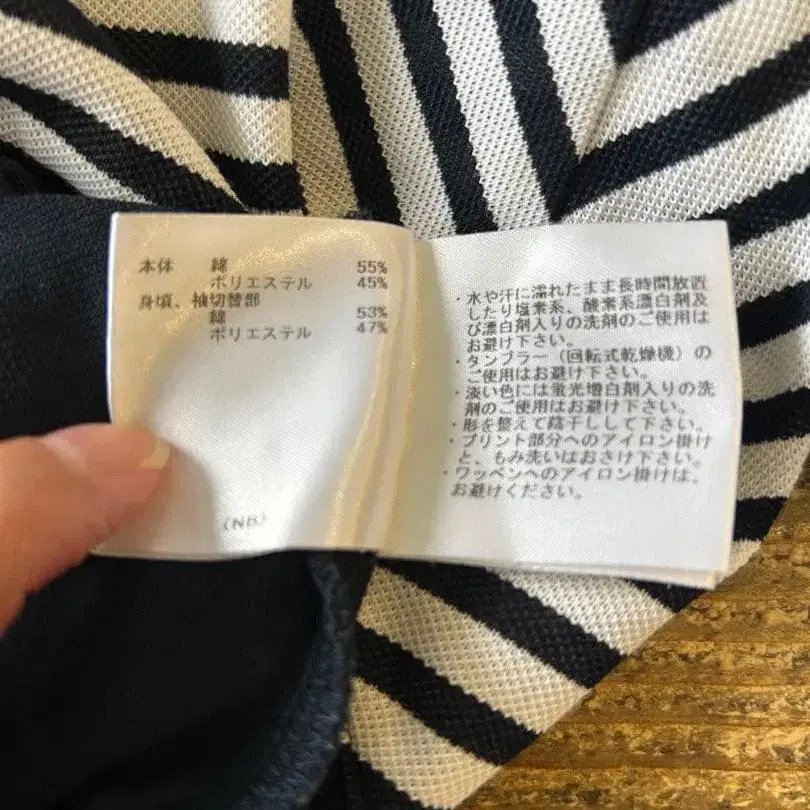 本体 綿 55%
ポリエステル 45%
身頃、袖切替部
綿 53%
ポリエステル 47%
(NB)
・水や汗に濡れたまま長時間放置
したり塩素系、酸素系漂白剤及
び漂白剤入りの洗剤のご使用は
お避け下さい。
・タンブラー(回転式乾燥機)の
ご使用はお避け下さい。
・淡い色には蛍光増白剤入りの洗
剤のご使用はお避け下さい。
・形を整えて陰干しして下さい。
・プリント部分へのアイロン掛け
と、もみ洗いはおさけ下さい。
・ワッペンへのアイロン掛けは、
お避けください。